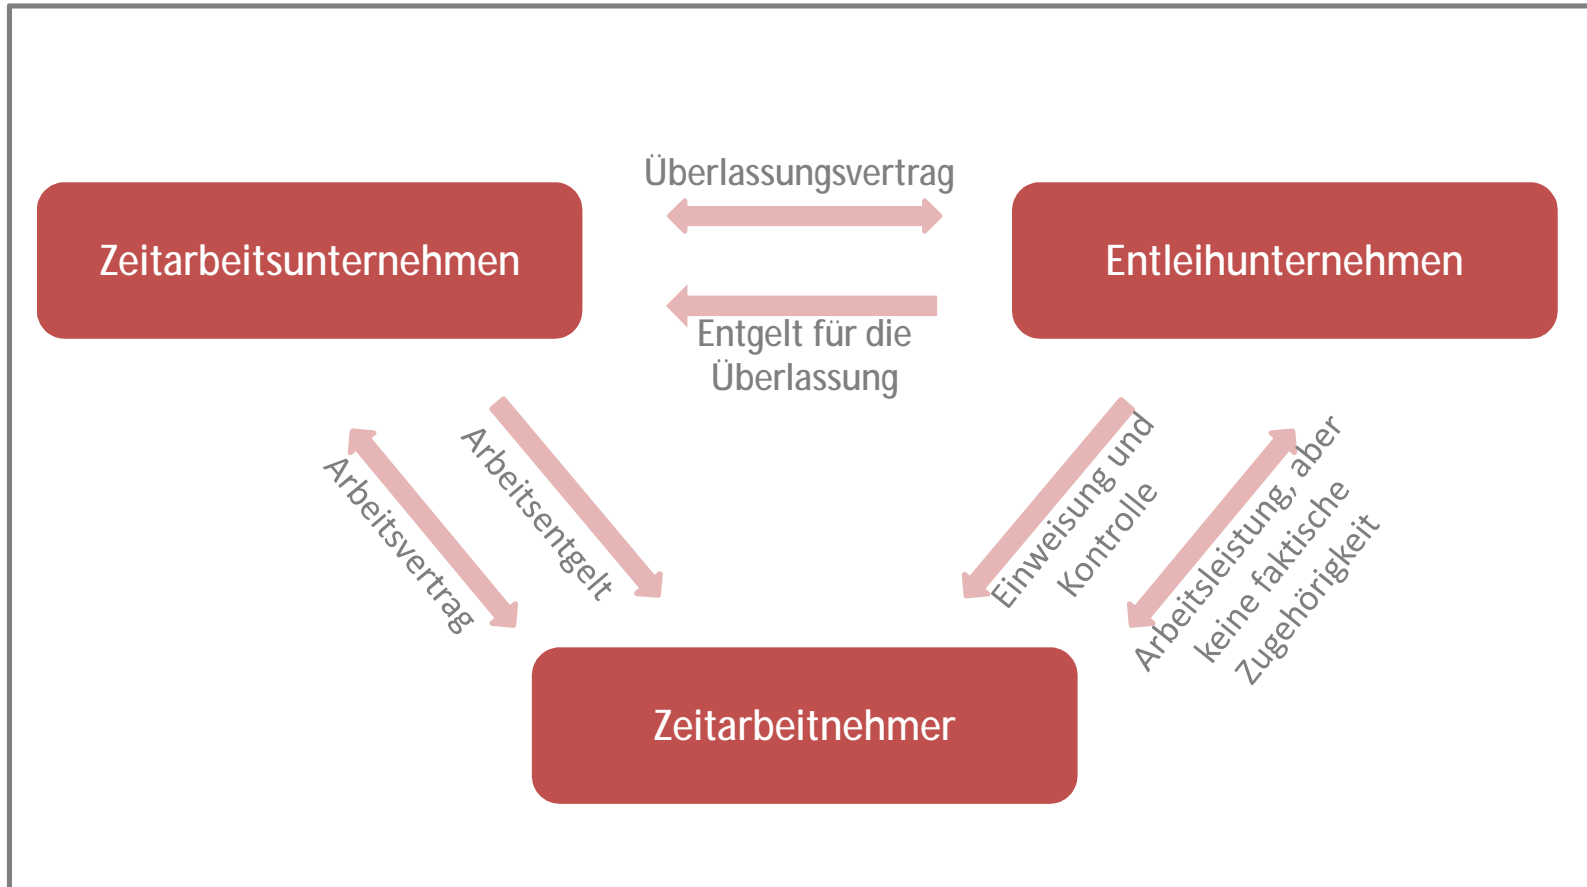 Überlassungsvertrag
Zeitarbeitsunternehmen
Entleihunternehmen
Entgelt für die
Überlassung
Arbeitsvertrag
Arbeitsentgelt
Einweisung und
Kontrolle
Arbeitsleistung, aber
keine faktische
Zugehörigkeit
Zeitarbeitnehmer